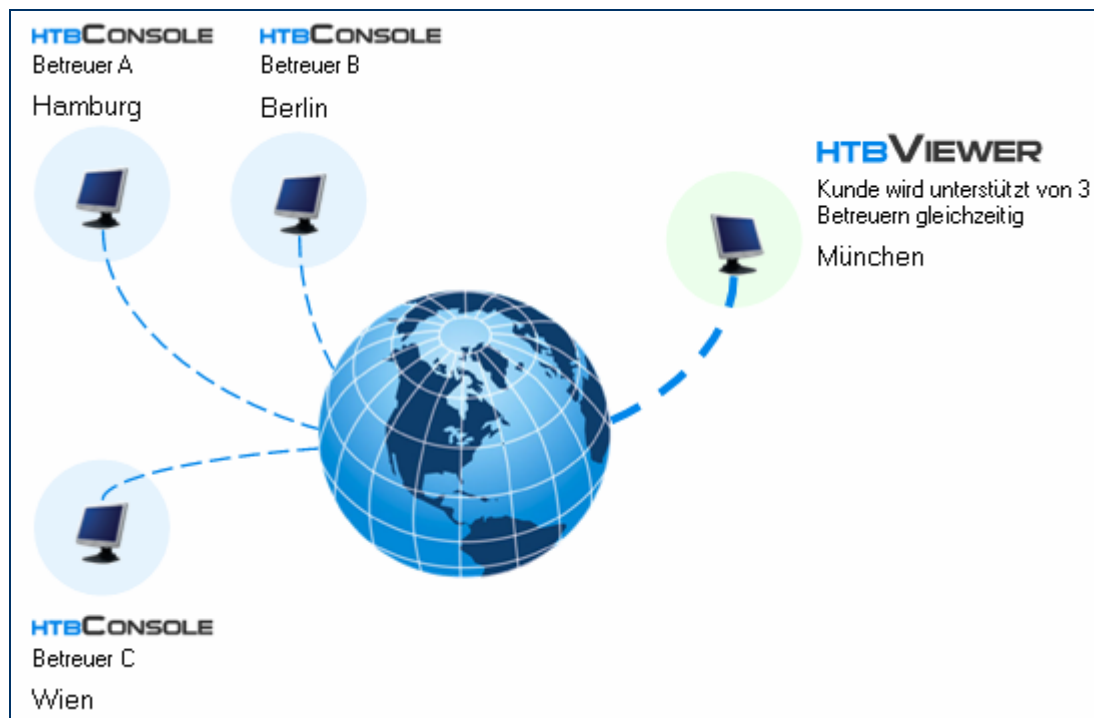 HTBCONSOLE
Betreuer A
Hamburg
HTBCONSOLE
Betreuer B
Berlin
HTBVIEWER
Kunde wird unterstützt von 3
Betreuern gleichzeitig
München
HTBCONSOLE
Betreuer C
Wien